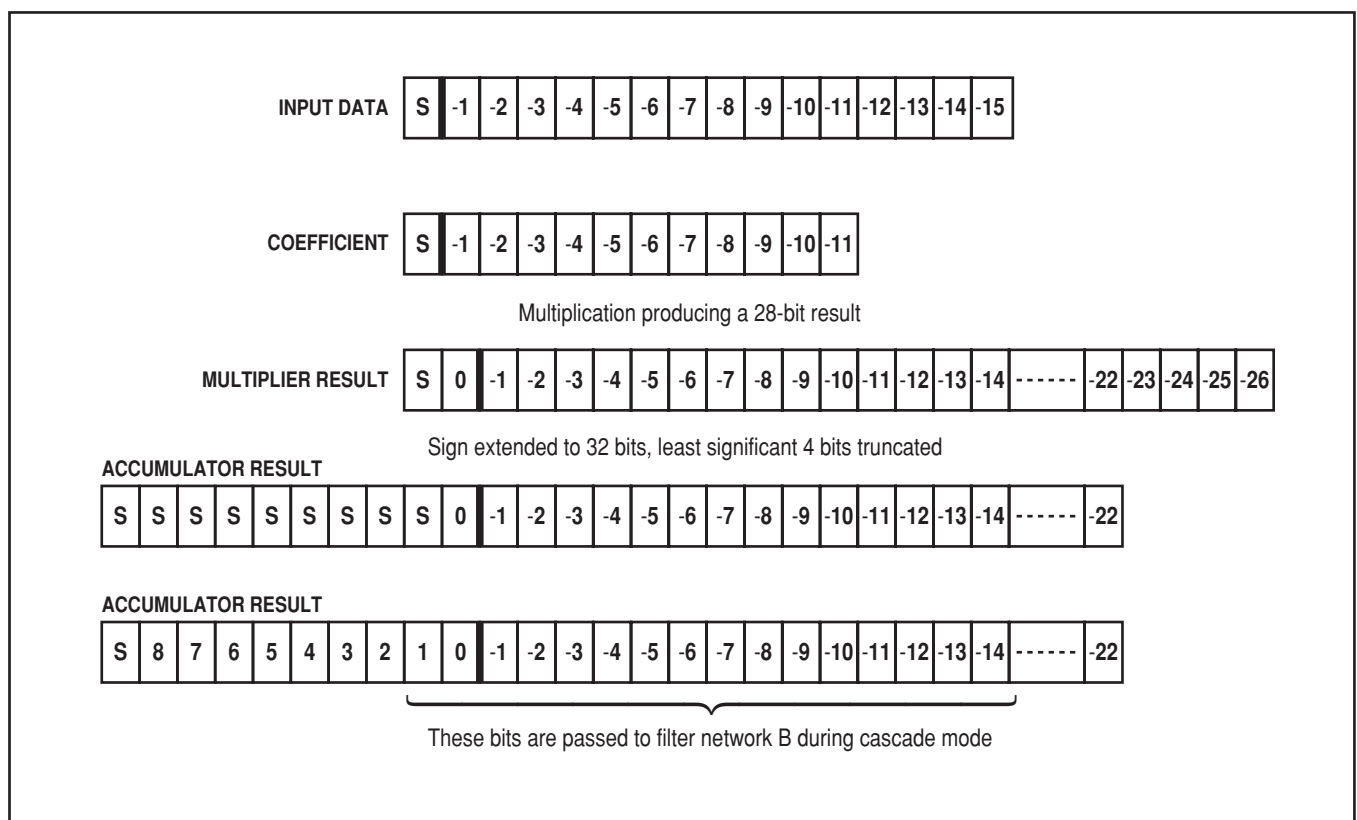 INPUT DATA S -1 -2 -3 -4 -5 -6 -7 -8 -9 -10 -11 -12 -13 -14 -15
COEFFICIENT S -1 -2 -3 -4 -5 -6 -7 -8 -9 -10 -11
Multiplication producing a 28-bit result
MULTIPLIER RESULT S 0 -1 -2 -3 -4 -5 -6 -7 -8 -9 -10 -11 -12 -13 -14 ------ -22 -23 -24 -25 -26
Sign extended to 32 bits, least significant 4 bits truncated
ACCUMULATOR RESULT
S S S S S S S S S 0 -1 -2 -3 -4 -5 -6 -7 -8 -9 -10 -11 -12 -13 -14 ------ -22
ACCUMULATOR RESULT
S 8 7 6 5 4 3 2 1 0 -1 -2 -3 -4 -5 -6 -7 -8 -9 -10 -11 -12 -13 -14 ------ -22
These bits are passed to filter network B during cascade mode